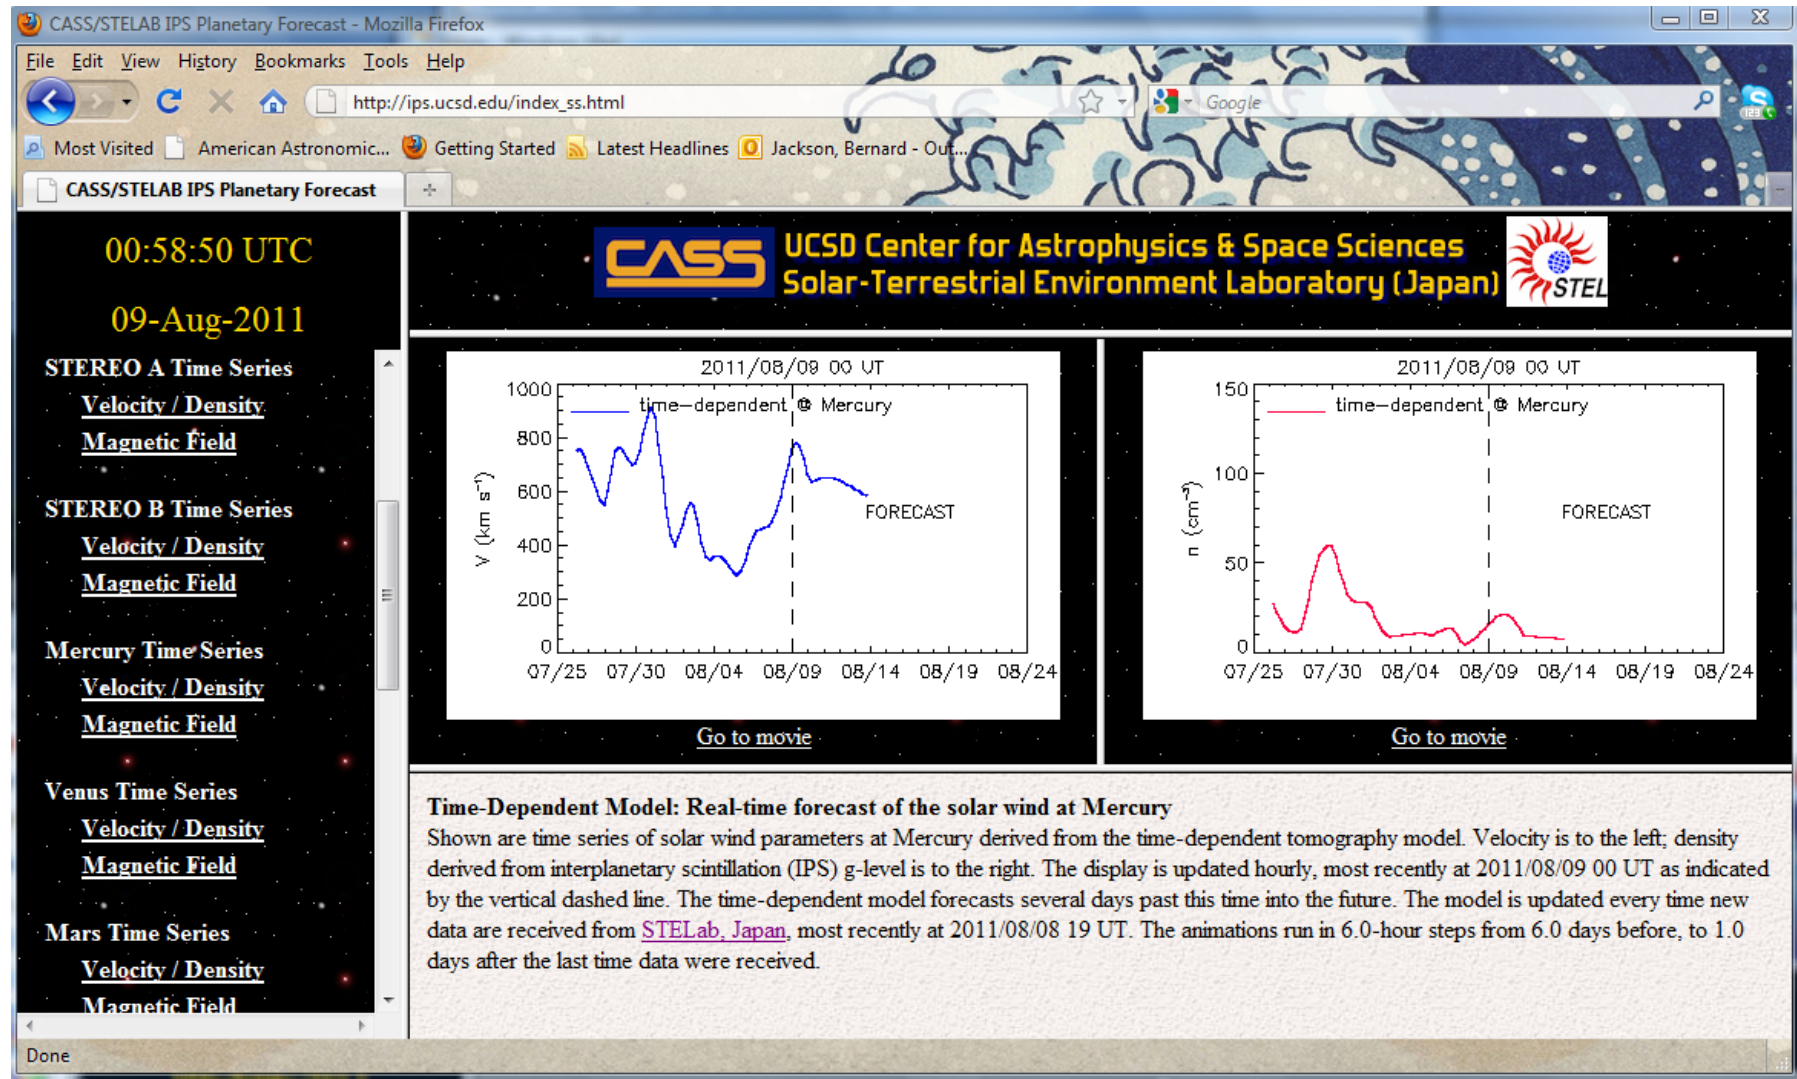 CASS/STELAB IPS Planetary Forecast - Mozilla Firefox
File Edit View History Bookmarks Tools Help
http://ips.ucsd.edu/index_ss.html
Google
Most Visited American Astronomic... Getting Started Latest Headlines Jackson, Bernard - Out...
CASS/STELAB IPS Planetary Forecast
00:58:50 UTC
09-Aug-2011
STEREO A Time Series
Velocity / Density
Magnetic Field
STEREO B Time Series
Velocity / Density
Magnetic Field
Mercury Time Series
Velocity / Density
Magnetic Field
Venus Time Series
Velocity / Density
Magnetic Field
Mars Time Series
Velocity / Density
Magnetic Field
CASS
UCSD Center for Astrophysics & Space Sciences
Solar-Terrestrial Environment Laboratory (Japan)
STEL
2011/08/09 00 UT
time-dependent @ Mercury
V (km s⁻¹)
1000
800
600
400
200
0
FORECAST
07/25 07/30 08/04 08/09 08/14 08/19 08/24
Go to movie
2011/08/09 00 UT
time-dependent @ Mercury
n (cm⁻³)
150
100
50
0
FORECAST
07/25 07/30 08/04 08/09 08/14 08/19 08/24
Go to movie
Time-Dependent Model: Real-time forecast of the solar wind at Mercury
Shown are time series of solar wind parameters at Mercury derived from the time-dependent tomography model. Velocity is to the left; density
derived from interplanetary scintillation (IPS) g-level is to the right. The display is updated hourly, most recently at 2011/08/09 00 UT as indicated
by the vertical dashed line. The time-dependent model forecasts several days past this time into the future. The model is updated every time new
data are received from STELab, Japan, most recently at 2011/08/08 19 UT. The animations run in 6.0-hour steps from 6.0 days before, to 1.0
days after the last time data were received.
Done